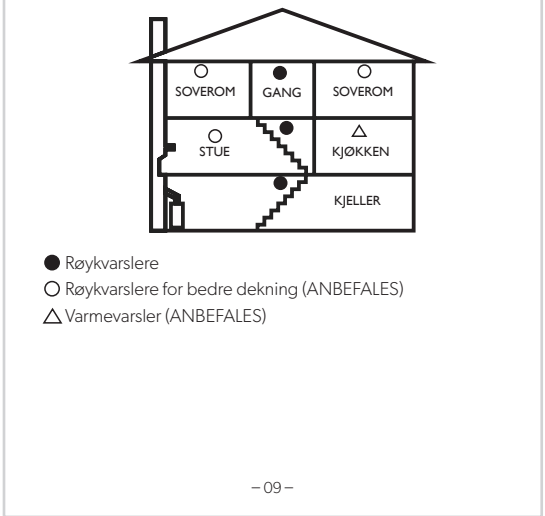 SOVEROM GANG SOVEROM
STUE KJØKKEN
KJELLER
Røykvarslere
Røykvarslere for bedre dekning (ANBEFALES)
Varmevarsler (ANBEFALES)
– 09 –